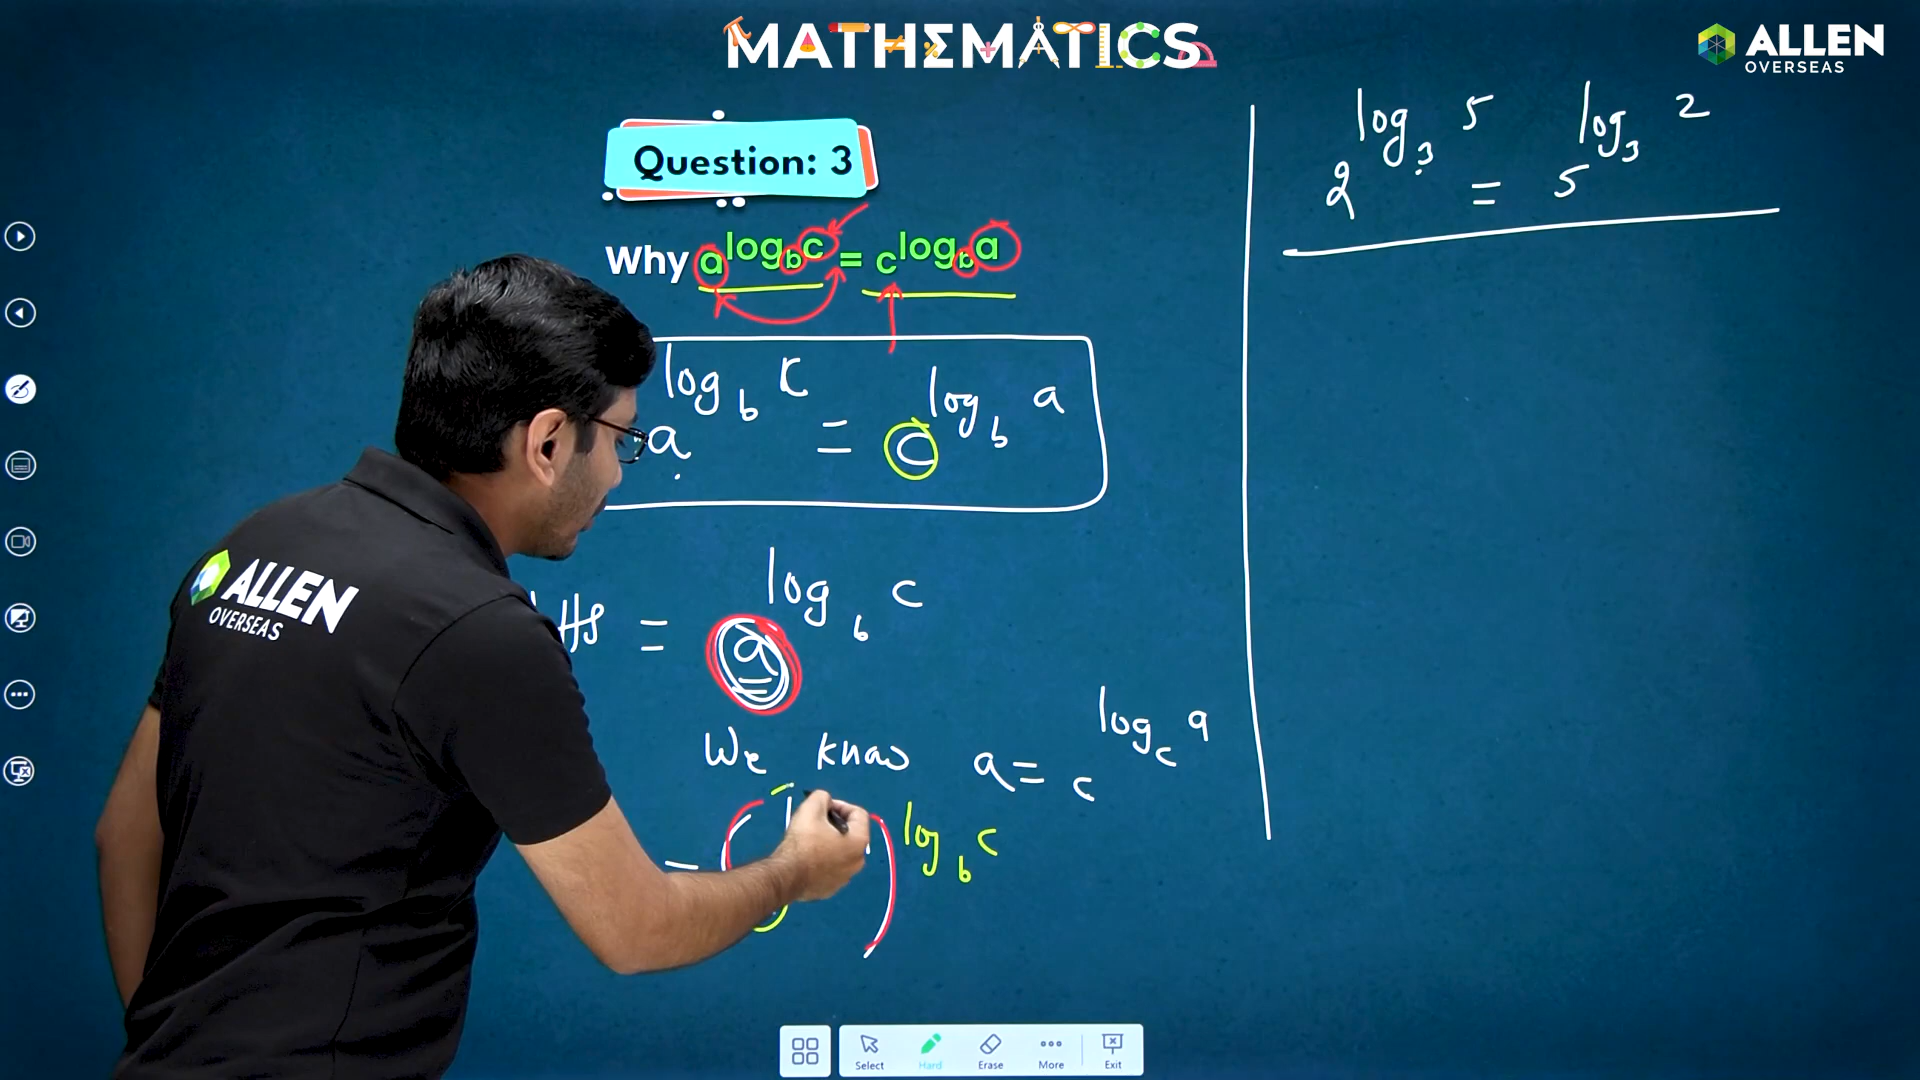 MATHEMATICS
ALLEN
OVERSEAS
Question: 3
Why a^log_b c = c^log_b a
a^log_b c = c^log_b a
= a^log_b c
We know a = c^log_c a
log_b c
2^log_3 5 = 5^log_3 2
ALLEN
OVERSEAS
Select Hard Erase More Exit